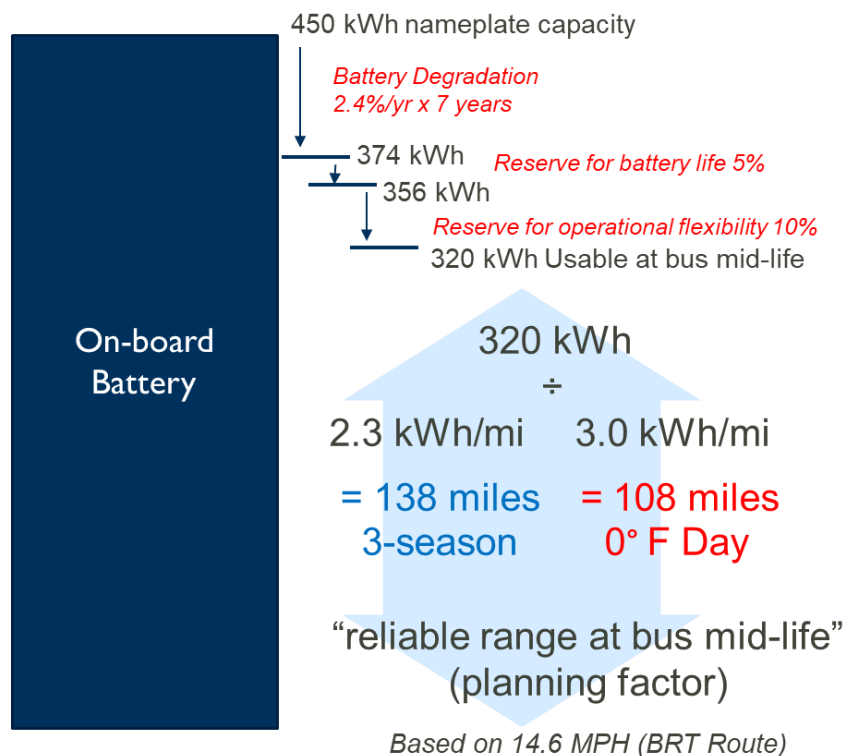 450 kWh nameplate capacity
Battery Degradation
2.4%/yr x 7 years
374 kWh
Reserve for battery life 5%
356 kWh
Reserve for operational flexibility 10%
320 kWh Usable at bus mid-life
On-board
Battery
320 kWh
÷
2.3 kWh/mi 3.0 kWh/mi
= 138 miles = 108 miles
3-season 0° F Day
“reliable range at bus mid-life”
(planning factor)
Based on 14.6 MPH (BRT Route)